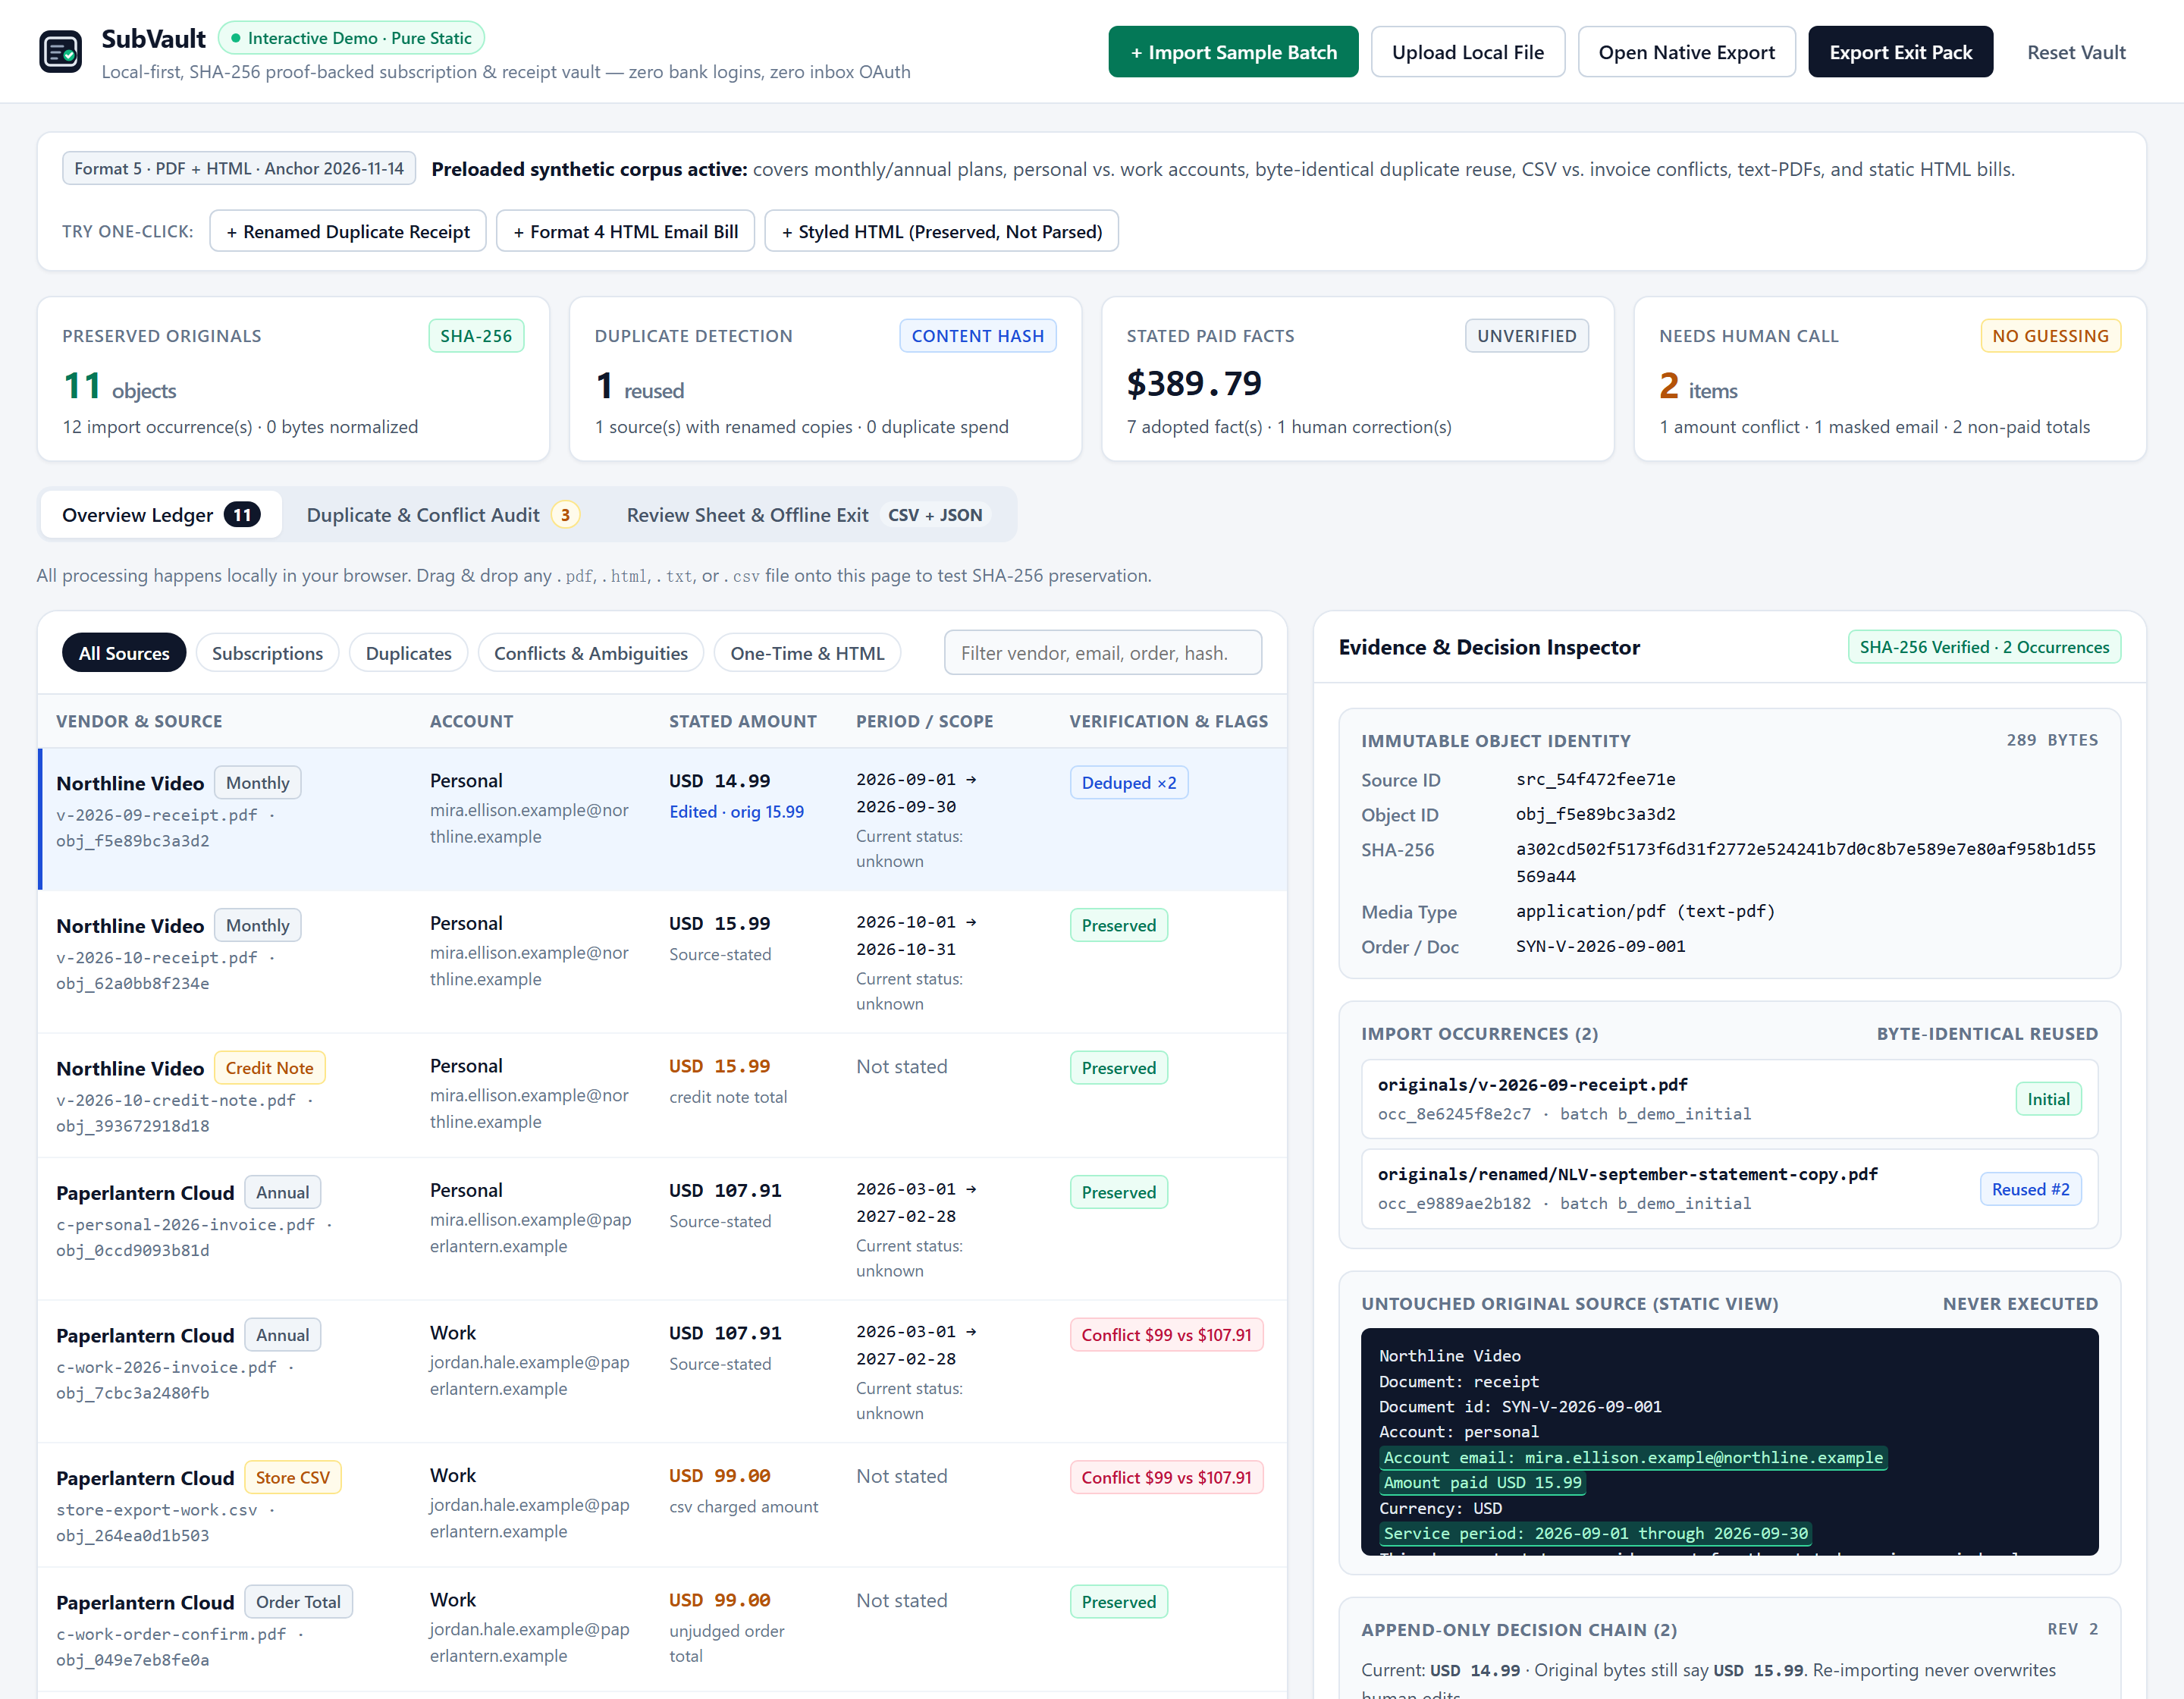 SubVault
Interactive Demo · Pure Static
Local-first, SHA-256 proof-backed subscription & receipt vault — zero bank logins, zero inbox OAuth
+ Import Sample Batch
Upload Local File
Open Native Export
Export Exit Pack
Reset Vault
Format 5 · PDF + HTML · Anchor 2026-11-14
Preloaded synthetic corpus active: covers monthly/annual plans, personal vs. work accounts, byte-identical duplicate reuse, CSV vs. invoice conflicts, text-PDFs, and static HTML bills.
TRY ONE-CLICK:
+ Renamed Duplicate Receipt
+ Format 4 HTML Email Bill
+ Styled HTML (Preserved, Not Parsed)
PRESERVED ORIGINALS
SHA-256
11 objects
12 import occurrence(s) · 0 bytes normalized
DUPLICATE DETECTION
CONTENT HASH
1 reused
1 source(s) with renamed copies · 0 duplicate spend
STATED PAID FACTS
UNVERIFIED
$389.79
7 adopted fact(s) · 1 human correction(s)
NEEDS HUMAN CALL
NO GUESSING
2 items
1 amount conflict · 1 masked email · 2 non-paid totals
Overview Ledger 11
Duplicate & Conflict Audit 3
Review Sheet & Offline Exit CSV + JSON
All processing happens locally in your browser. Drag & drop any .pdf, .html, .txt, or .csv file onto this page to test SHA-256 preservation.
All Sources
Subscriptions
Duplicates
Conflicts & Ambiguities
One-Time & HTML
Filter vendor, email, order, hash.
VENDOR & SOURCE
ACCOUNT
STATED AMOUNT
PERIOD / SCOPE
VERIFICATION & FLAGS
Northline Video Monthly
v-2026-09-receipt.pdf ·
obj_f5e89bc3a3d2
Personal
mira.ellison.example@nor
thline.example
USD 14.99
Edited · orig 15.99
2026-09-01 →
2026-09-30
Current status:
unknown
Deduped ×2
Northline Video Monthly
v-2026-10-receipt.pdf ·
obj_62a0bb8f234e
Personal
mira.ellison.example@nor
thline.example
USD 15.99
Source-stated
2026-10-01 →
2026-10-31
Current status:
unknown
Preserved
Northline Video Credit Note
v-2026-10-credit-note.pdf ·
obj_393672918d18
Personal
mira.ellison.example@nor
thline.example
USD 15.99
credit note total
Not stated
Preserved
Paperlantern Cloud Annual
c-personal-2026-invoice.pdf ·
obj_0ccd9093b81d
Personal
mira.ellison.example@pap
erlantern.example
USD 107.91
Source-stated
2026-03-01 →
2027-02-28
Current status:
unknown
Preserved
Paperlantern Cloud Annual
c-work-2026-invoice.pdf ·
obj_7cbc3a2480fb
Work
jordan.hale.example@pap
erlantern.example
USD 107.91
Source-stated
2026-03-01 →
2027-02-28
Current status:
unknown
Conflict $99 vs $107.91
Paperlantern Cloud Store CSV
store-export-work.csv ·
obj_264ea0d1b503
Work
jordan.hale.example@pap
erlantern.example
USD 99.00
csv charged amount
Not stated
Conflict $99 vs $107.91
Paperlantern Cloud Order Total
c-work-order-confirm.pdf ·
obj_049e7eb8fe0a
Work
jordan.hale.example@pap
erlantern.example
USD 99.00
unjudged order
total
Not stated
Preserved
Evidence & Decision Inspector
SHA-256 Verified · 2 Occurrences
IMMUTABLE OBJECT IDENTITY
289 BYTES
Source ID src_54f472fee71e
Object ID obj_f5e89bc3a3d2
SHA-256 a302cd502f5173f6d31f2772e524241b7d0c8b7e589e7e80af958b1d55
569a44
Media Type application/pdf (text-pdf)
Order / Doc SYN-V-2026-09-001
IMPORT OCCURRENCES (2)
BYTE-IDENTICAL REUSED
originals/v-2026-09-receipt.pdf
occ_8e6245f8e2c7 · batch b_demo_initial
Initial
originals/renamed/NLV-september-statement-copy.pdf
occ_e9889ae2b182 · batch b_demo_initial
Reused #2
UNTOUCHED ORIGINAL SOURCE (STATIC VIEW)
NEVER EXECUTED
Northline Video
Document: receipt
Document id: SYN-V-2026-09-001
Account: personal
Account email: mira.ellison.example@northline.example
Amount paid USD 15.99
Currency: USD
Service period: 2026-09-01 through 2026-09-30
APPEND-ONLY DECISION CHAIN (2)
REV 2
Current: USD 14.99 · Original bytes still say USD 15.99. Re-importing never overwrites
human edits